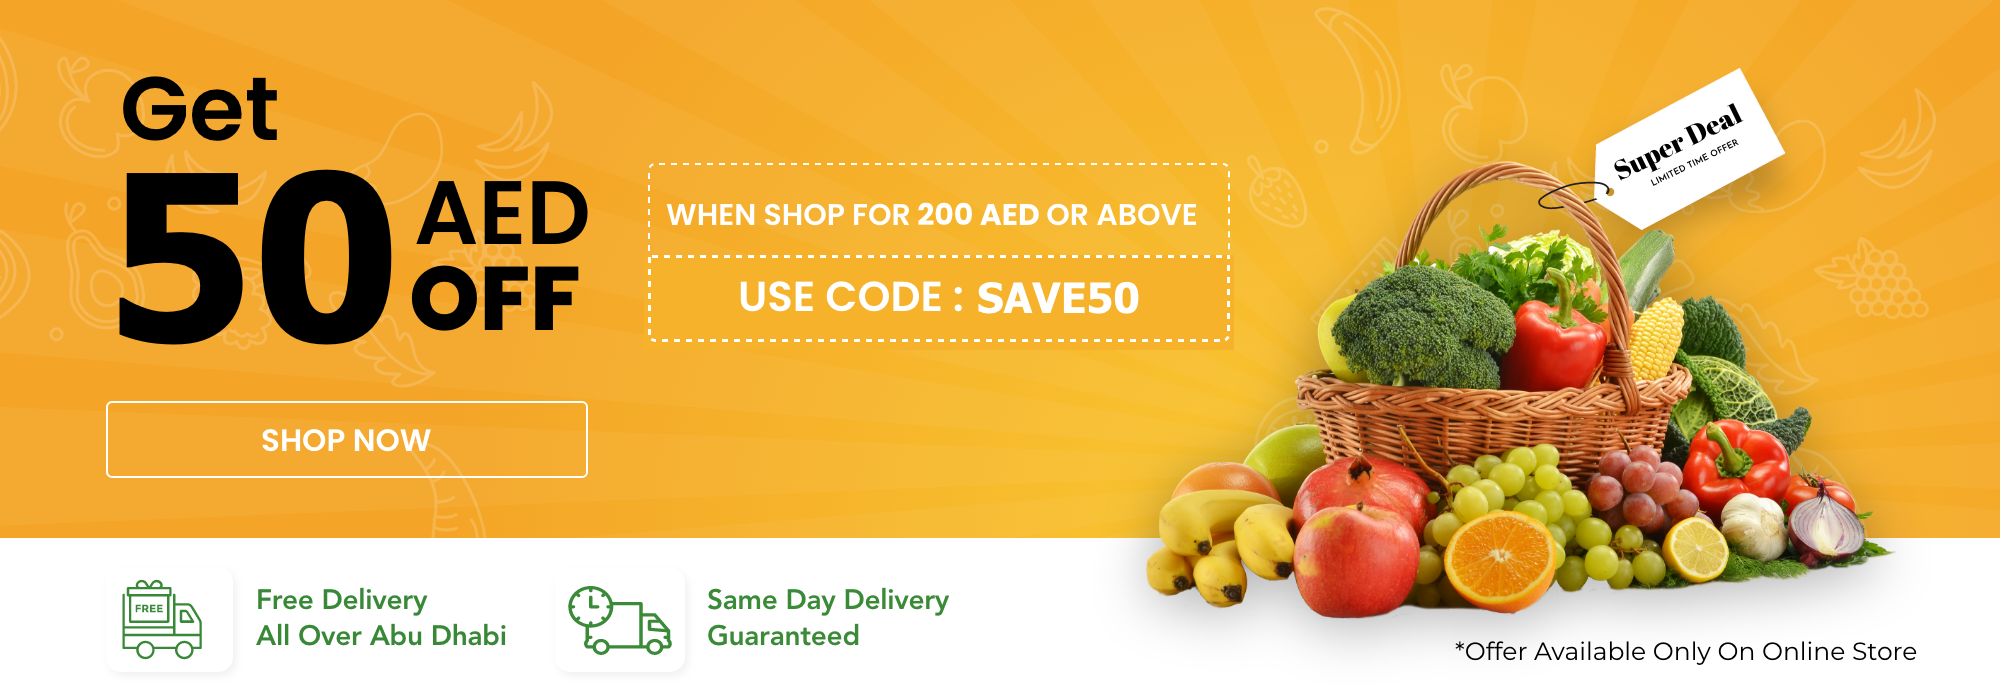 Get
50 AED
OFF
WHEN SHOP FOR 200 AED OR ABOVE
USE CODE : SAVE50
SHOP NOW
Super Deal
LIMITED TIME OFFER
FREE
Free Delivery
All Over Abu Dhabi
Same Day Delivery
Guaranteed
*Offer Available Only On Online Store